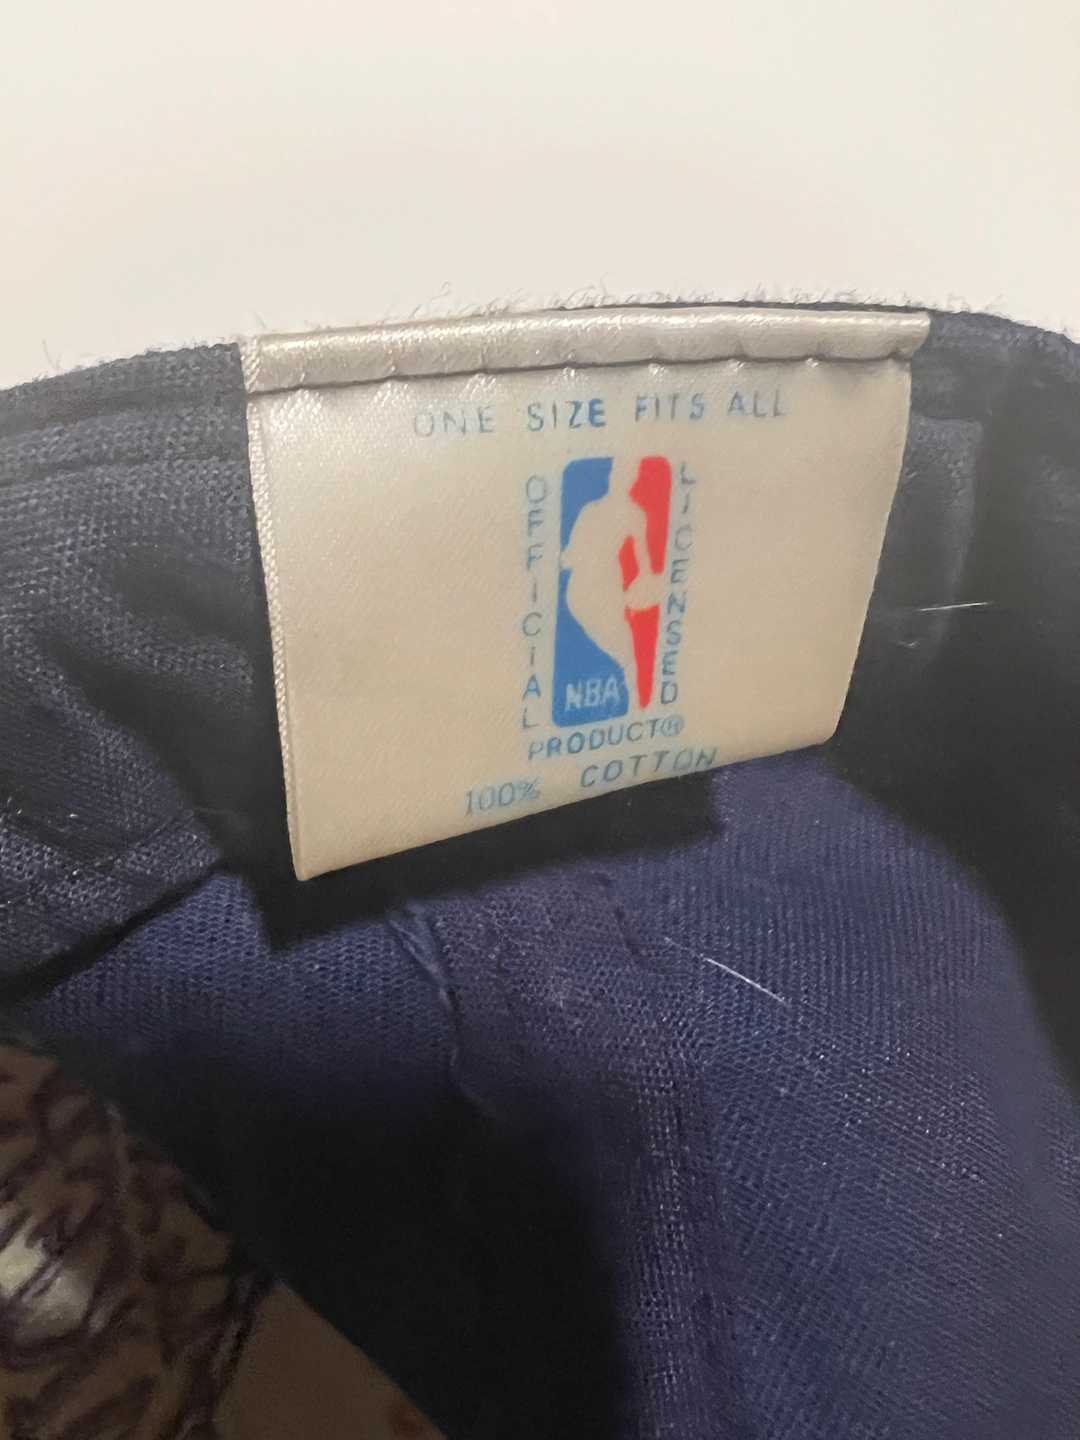 ONE SIZE FITS ALL
OFFICIAL
LICENSED
NBA
PRODUCT®
100% COTTON